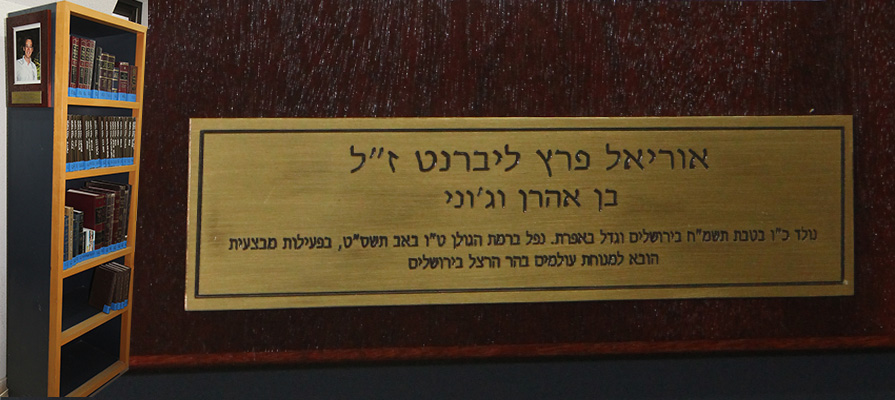 אוריאל פרץ ליברנט ז"ל
בן אהרן וג'וני
נולד כ"ו בטבת תשמ"ח בירושלים וגדל באפרת. נפל ברמת הגולן ט"ו באב תשס"ט, בפעילות מבצעית
הובא למנוחת עולמים בהר הרצל בירושלים